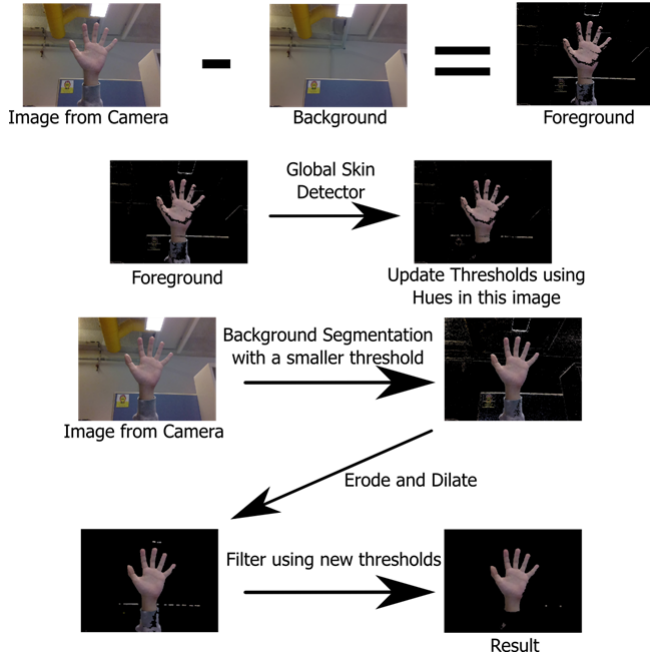 Image from Camera
Background
Foreground
Global Skin
Detector
Foreground
Update Thresholds using
Hues in this image
Background Segmentation
with a smaller threshold
Image from Camera
Erode and Dilate
Filter using new thresholds
Result